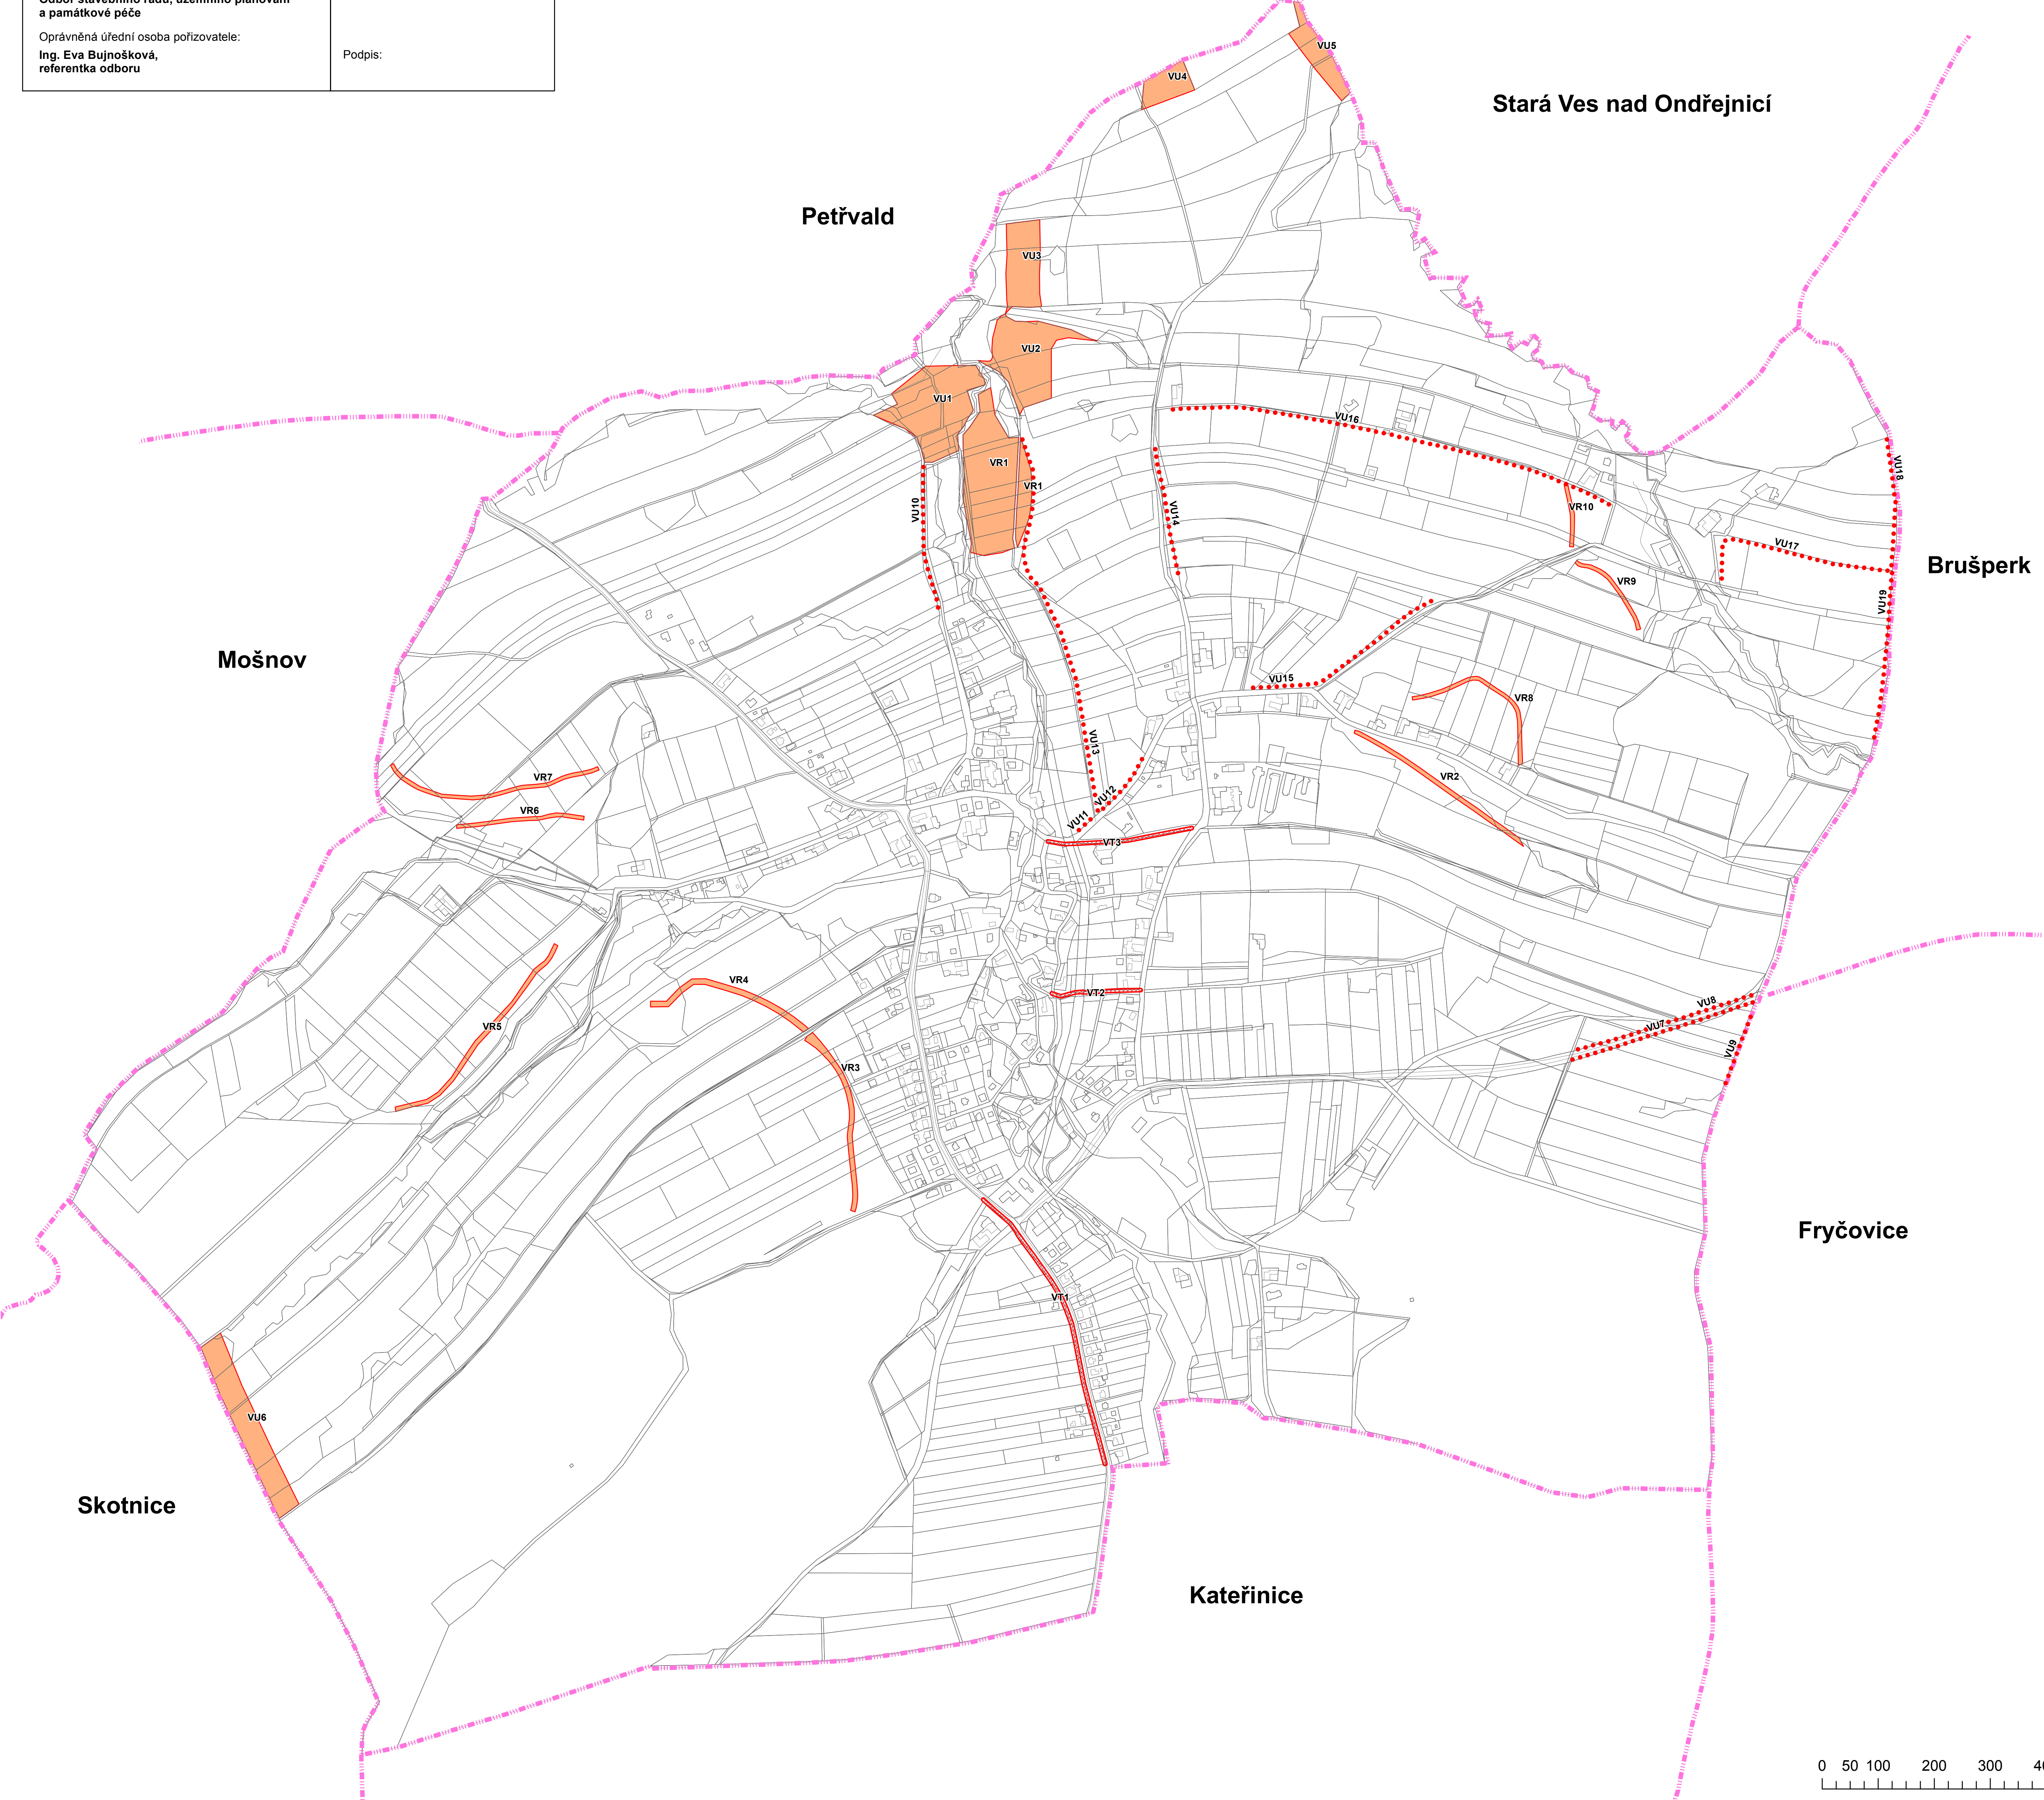 a památkové péče
Oprávněná úřední osoba pořizovatele:
Ing. Eva Bujnošková,
referentka odboru
Podpis:
VU5
VU4
Stará Ves nad Ondřejnicí
Petřvald
VU3
VU2
VU1
VU16
VR1
VR1
VU18
VU10
VU14
VR10
VU17
Brušperk
VR9
VU19
Mošnov
VU15
VR8
VU13
VR7
VR2
VU12
VR6
VU11
VT3
VR4
VT2
VU8
VR5
VU7
VU9
VR3
Fryčovice
VT1
VU6
Skotnice
Kateřinice
0 50 100 200 300